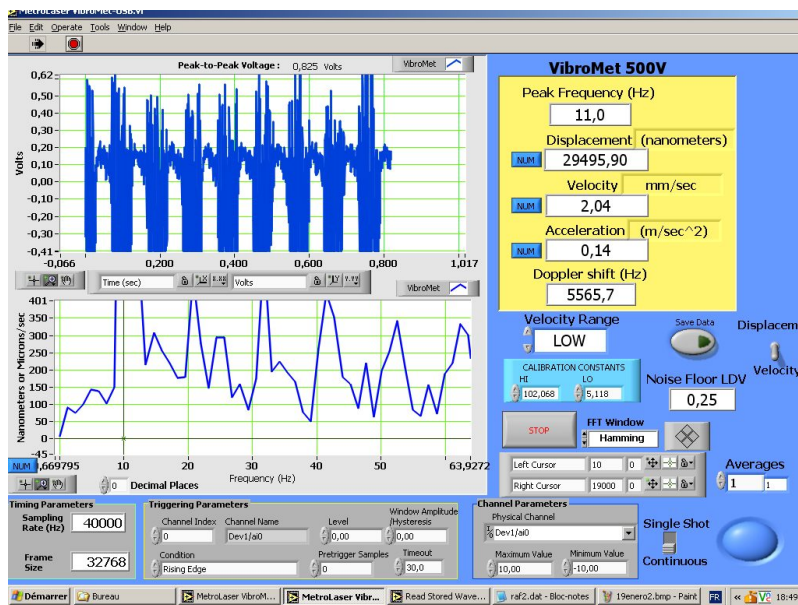 MetroLaser VibroMet-USB.vi
File Edit Operate Tools Window Help
Peak-to-Peak Voltage : 0,825 Volts
VibroMet
Volts
0,62
0,50
0,40
0,30
0,20
0,10
0,00
-0,10
-0,20
-0,30
-0,41
-0,066 0,200 0,400 0,600 0,800 1,017
Time (sec) Volts
VibroMet
Nanometers or Microns/sec
401
350
300
250
200
150
100
50
0
-45
NUM ,669795 10 20 30 40 50 63,9272
Frequency (Hz)
0 Decimal Places
VibroMet 500V
Peak Frequency (Hz)
11,0
Displacement (nanometers)
NUM 29495,90
Velocity mm/sec
NUM 2,04
Acceleration (m/sec^2)
NUM 0,14
Doppler shift (Hz)
5565,7
Velocity Range
LOW
Save Data
Displacem
Velocity
CALIBRATION CONSTANTS
HI LO
102,068 5,118
Noise Floor LDV
0,25
STOP
FFT Window
Hamming
Left Cursor 10 0
Right Cursor 19000 0
Averages
1 1
Timing Parameters
Sampling Rate (Hz) 40000
Frame Size 32768
Triggering Parameters
Channel Index Channel Name Level Window Amplitude /Hysteresis
0 Dev1/ai0 0,00 0,00
Condition Pretrigger Samples Timeout
Rising Edge 0 30,0
Channel Parameters
Physical Channel
Dev1/ai0
Maximum Value Minimum Value
10,00 -10,00
Single Shot
Continuous
Démarrer Bureau MetroLaser VibroM... MetroLaser Vibr... Read Stored Wave... raf2.dat - Bloc-notes 19enero2.bmp - Paint FR « 18:49